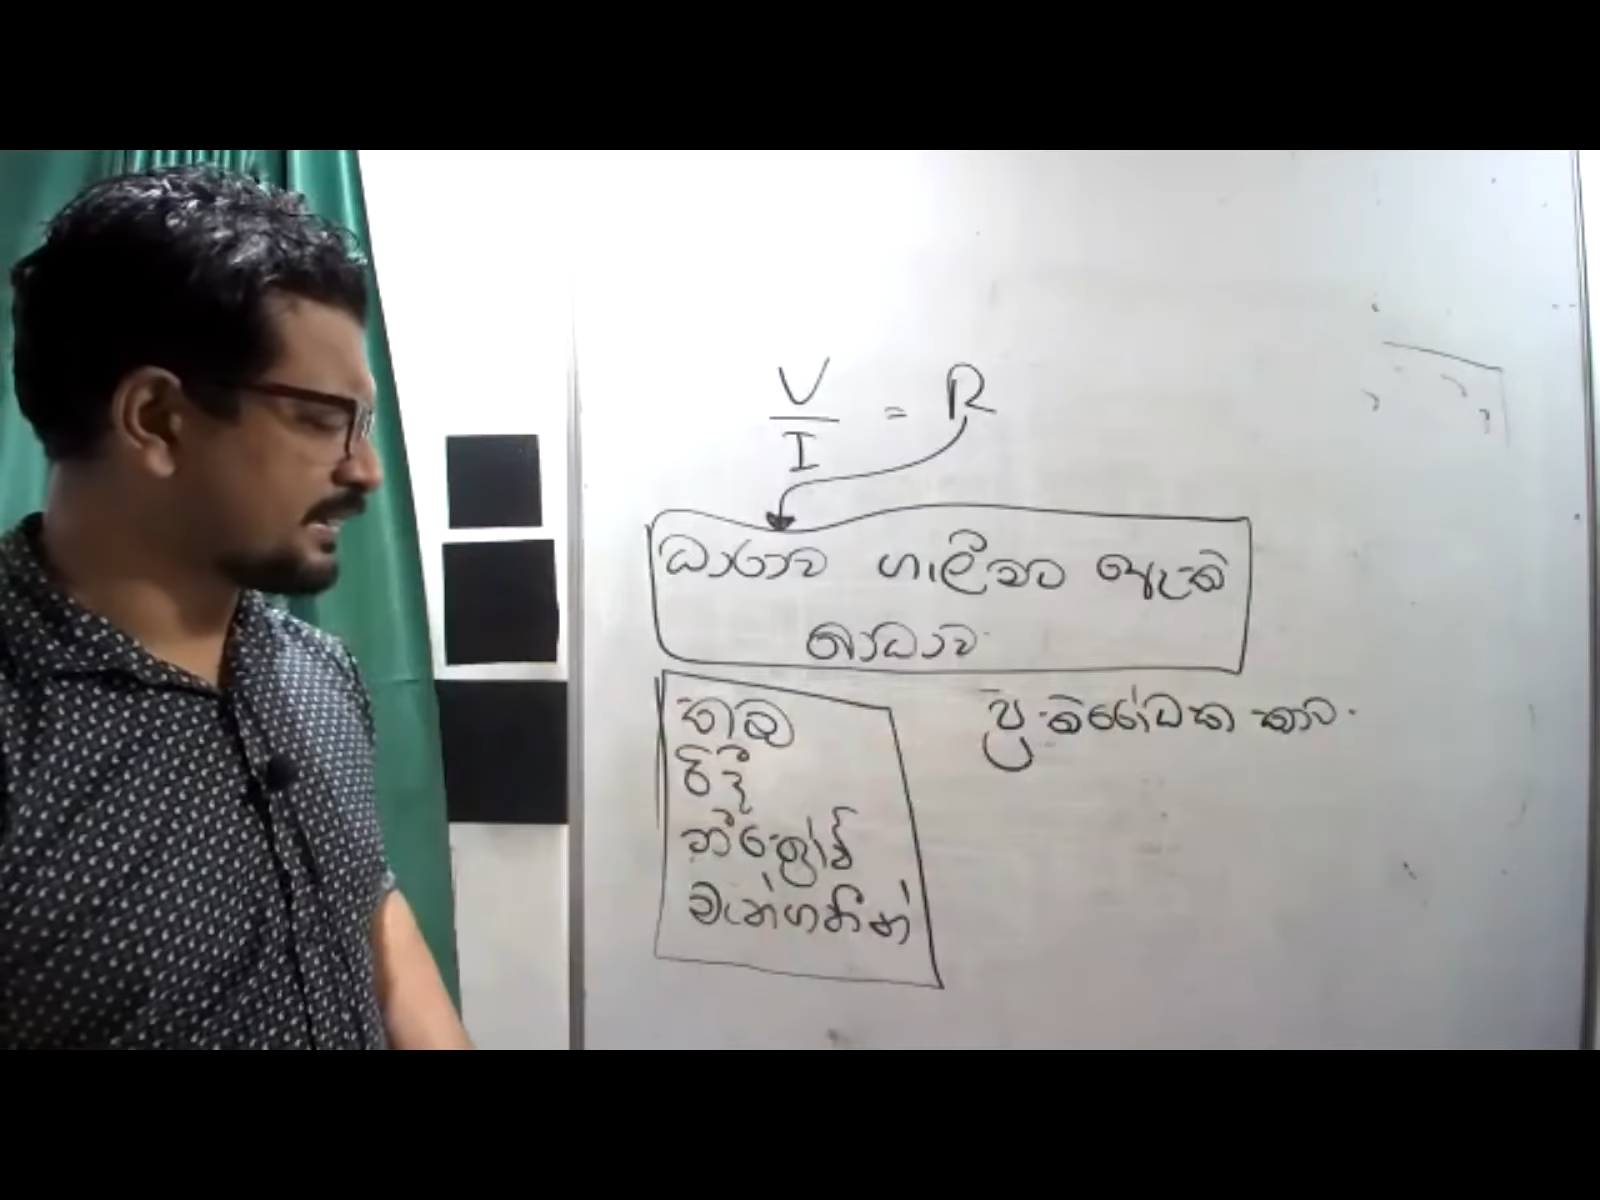 V
I = R
ධාරාව ගැලීමට ඇති
බාධාව
තඹ
රිදී
නික්‍රෝම්
මැන්ගනීන්
ප්‍රතිරෝධකතාව